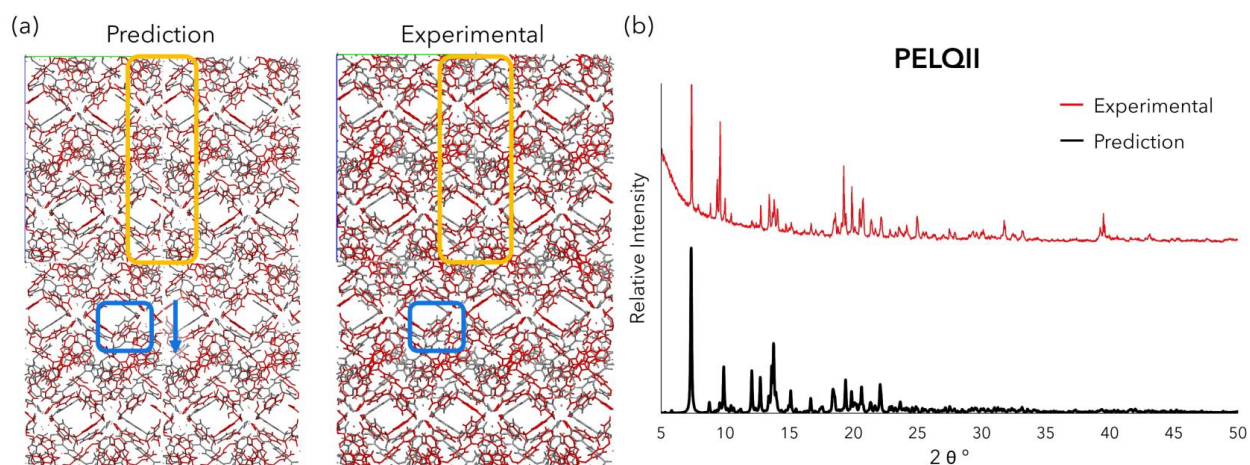 (a)
Prediction
Experimental
(b)
PELQII
Experimental
Prediction
Relative Intensity
5 10 15 20 25 30 35 40 45 50
2 θ °